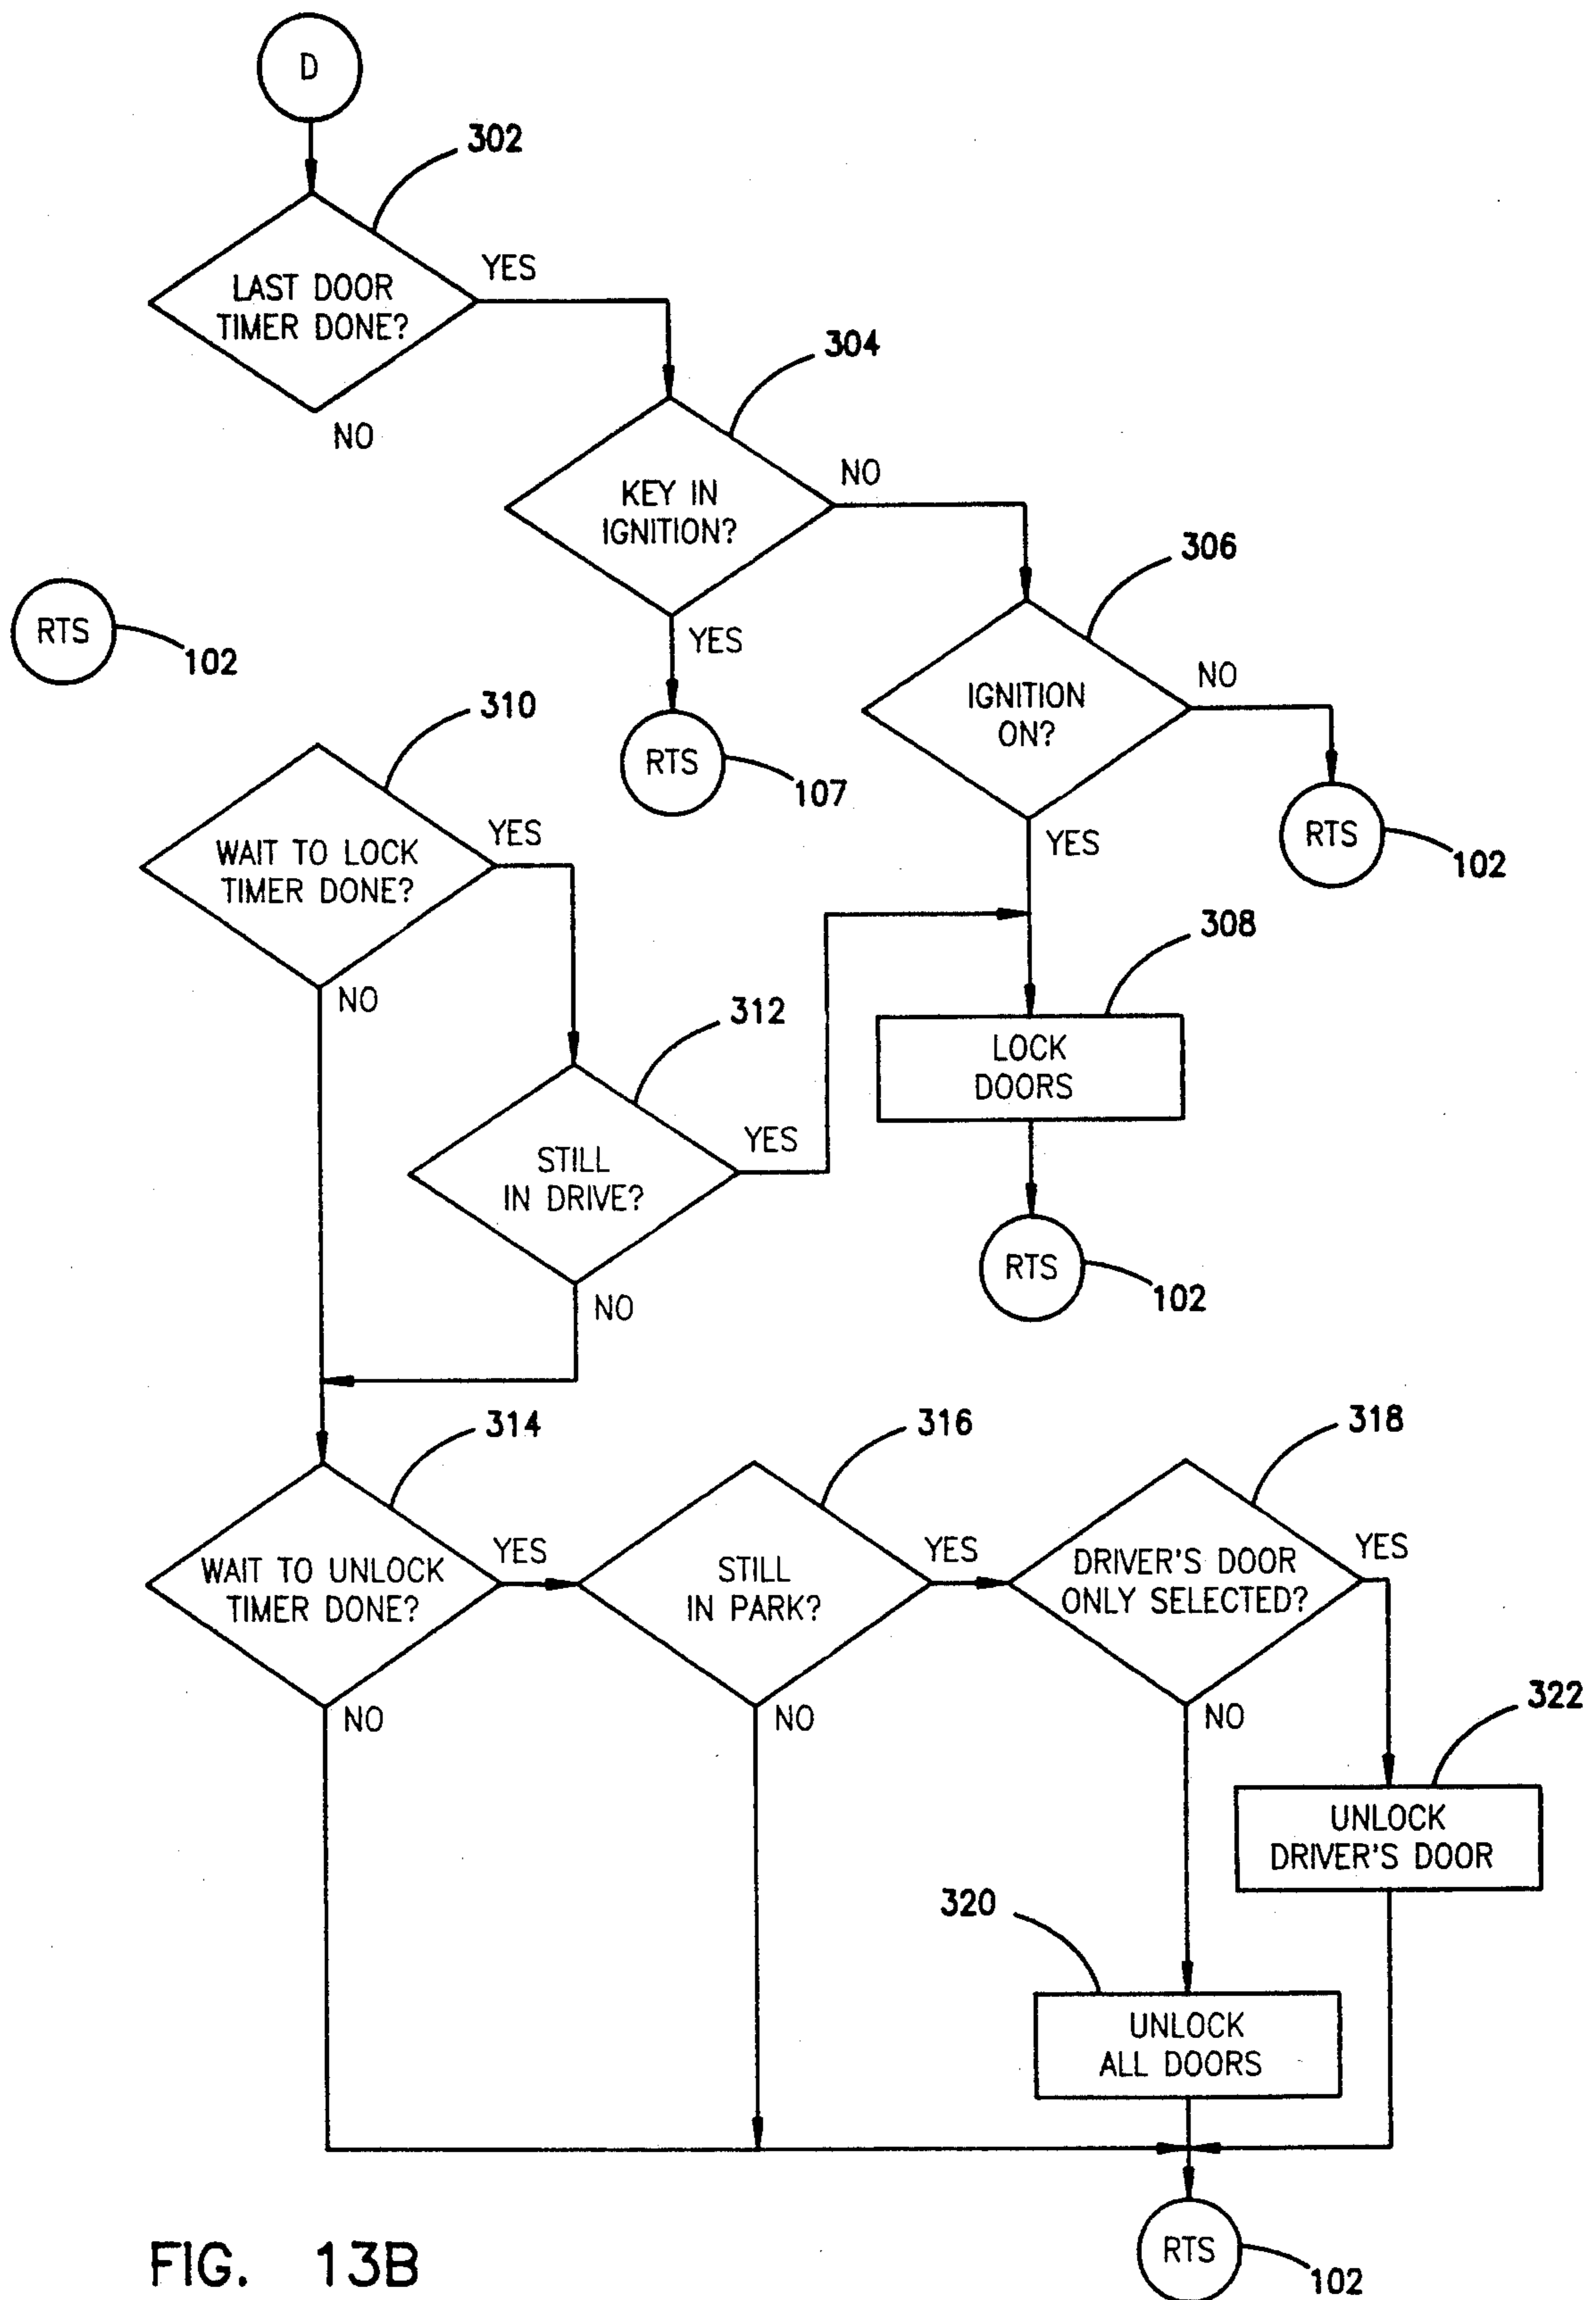 D
302
LAST DOOR
TIMER DONE?
YES
NO
304
KEY IN
IGNITION?
NO
YES
RTS
107
306
IGNITION
ON?
NO
RTS
102
YES
RTS
102
310
WAIT TO LOCK
TIMER DONE?
YES
NO
312
STILL
IN DRIVE?
YES
NO
308
LOCK
DOORS
RTS
102
314
WAIT TO UNLOCK
TIMER DONE?
YES
NO
316
STILL
IN PARK?
YES
NO
318
DRIVER'S DOOR
ONLY SELECTED?
YES
NO
322
UNLOCK
DRIVER'S DOOR
320
UNLOCK
ALL DOORS
RTS
102
FIG. 13B